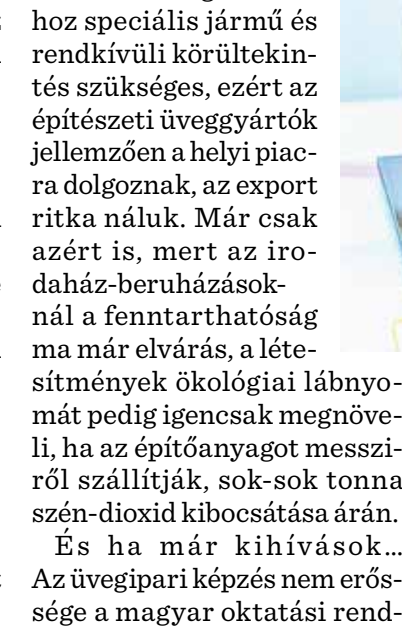 hoz speciális jármű és
rendkívüli körültekin-
tés szükséges, ezért az
építészeti üveggyártók
jellemzően a helyi piac-
ra dolgoznak, az export
ritka náluk. Már csak
azért is, mert az iro-
daház-beruházások-
nál a fenntarthatóság
ma már elvárás, a léte-
sítmények ökológiai lábnyo-
mát pedig igencsak megnöve-
li, ha az építőanyagot messzi-
ről szállítják, sok-sok tonna
szén-dioxid kibocsátása árán.
És ha már kihívások…
Az üvegipari képzés nem erős-
sége a magyar oktatási rend-